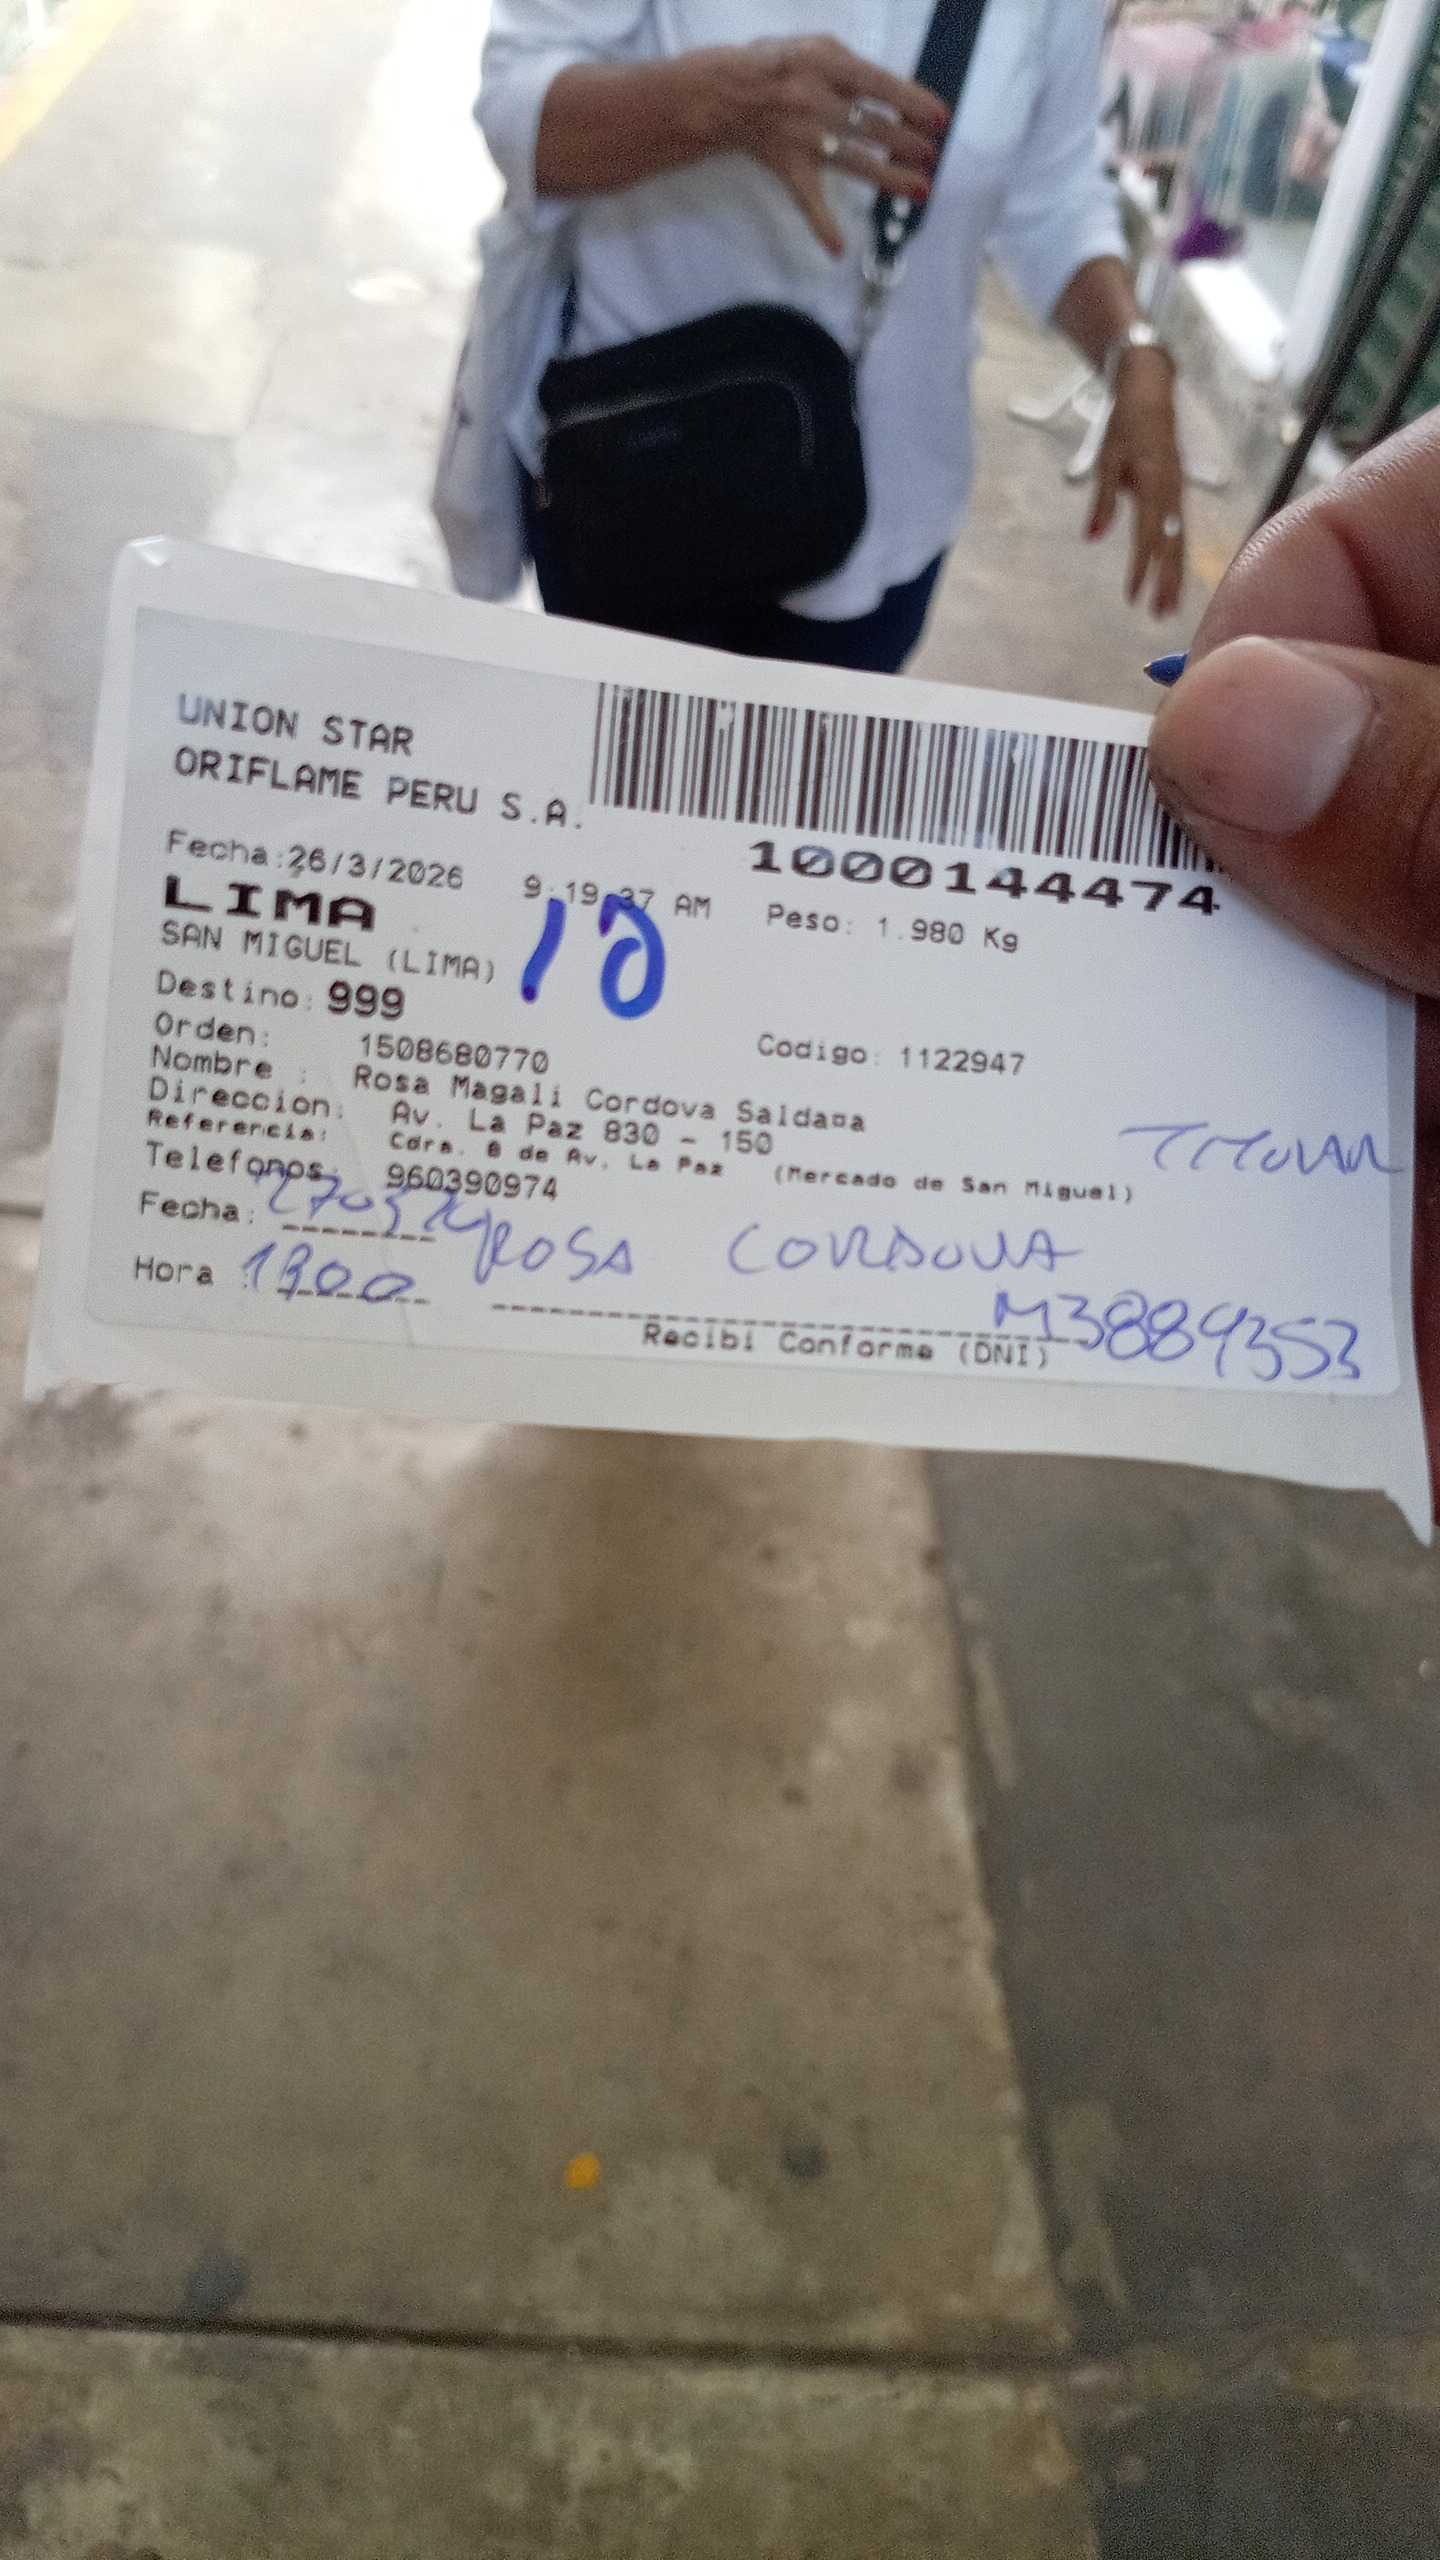 UNION STAR
ORIFLAME PERU S.A.
1000144474
Fecha:26/3/2026 9:19:37 AM Peso: 1.980 Kg
LIMA
10
SAN MIGUEL (LIMA)
Destino: 999
Orden: 1508680770 Codigo: 1122947
Nombre : Rosa Magali Cordova Saldaña
Direccion: Av. La Paz 830 - 150
Referencia: Cdra. 8 de Av. La Paz (Mercado de San Miguel)
TITULAR
Telefonos: 960390974
Fecha: ROSA CORDOVA
Hora : 1300
Recibi Conforme (DNI)